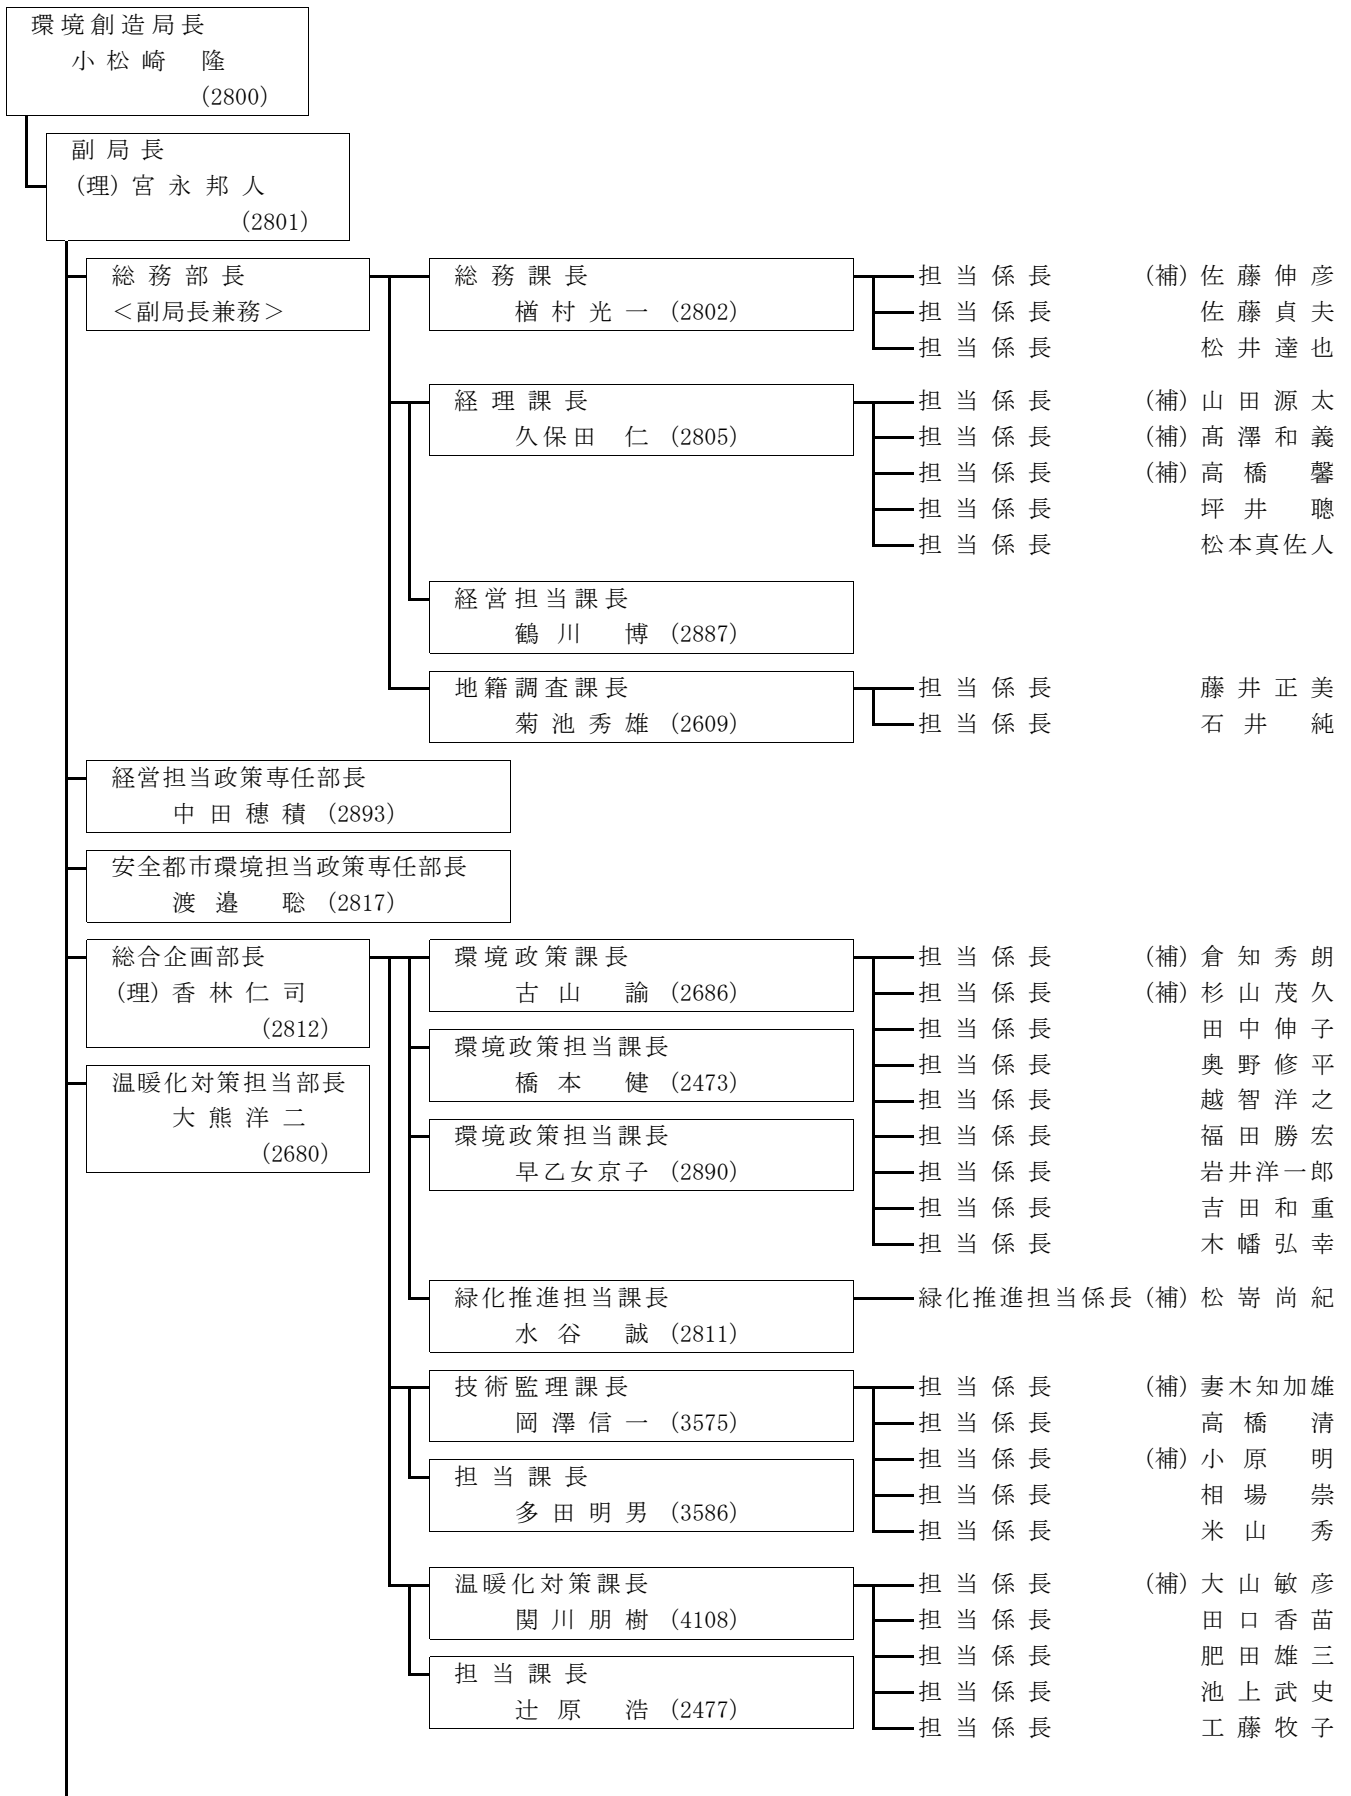 環境創造局長
小松崎　隆
(2800)
副局長
(理) 宮永邦人
(2801)
総務部長
＜副局長兼務＞
総務課長
楢村光一 (2802)
担当係長 (補) 佐藤伸彦
担当係長 佐藤貞夫
担当係長 松井達也
経理課長
久保田　仁 (2805)
担当係長 (補) 山田源太
担当係長 (補) 髙澤和義
担当係長 (補) 高橋　馨
担当係長 坪井　聰
担当係長 松本真佐人
経営担当課長
鶴川　博 (2887)
地籍調査課長
菊池秀雄 (2609)
担当係長 藤井正美
担当係長 石井　純
経営担当政策専任部長
中田穂積 (2893)
安全都市環境担当政策専任部長
渡邉　聡 (2817)
総合企画部長
(理) 香林仁司
(2812)
温暖化対策担当部長
大熊洋二
(2680)
環境政策課長
古山　諭 (2686)
環境政策担当課長
橋本　健 (2473)
環境政策担当課長
早乙女京子 (2890)
担当係長 (補) 倉知秀朗
担当係長 (補) 杉山茂久
担当係長 田中伸子
担当係長 奥野修平
担当係長 越智洋之
担当係長 福田勝宏
担当係長 岩井洋一郎
担当係長 吉田和重
担当係長 木幡弘幸
緑化推進担当課長
水谷　誠 (2811)
緑化推進担当係長 (補) 松嵜尚紀
技術監理課長
岡澤信一 (3575)
担当課長
多田明男 (3586)
担当係長 (補) 妻木知加雄
担当係長 高橋　清
担当係長 (補) 小原　明
担当係長 相場　崇
担当係長 米山　秀
温暖化対策課長
関川朋樹 (4108)
担当課長
辻原　浩 (2477)
担当係長 (補) 大山敏彦
担当係長 田口香苗
担当係長 肥田雄三
担当係長 池上武史
担当係長 工藤牧子